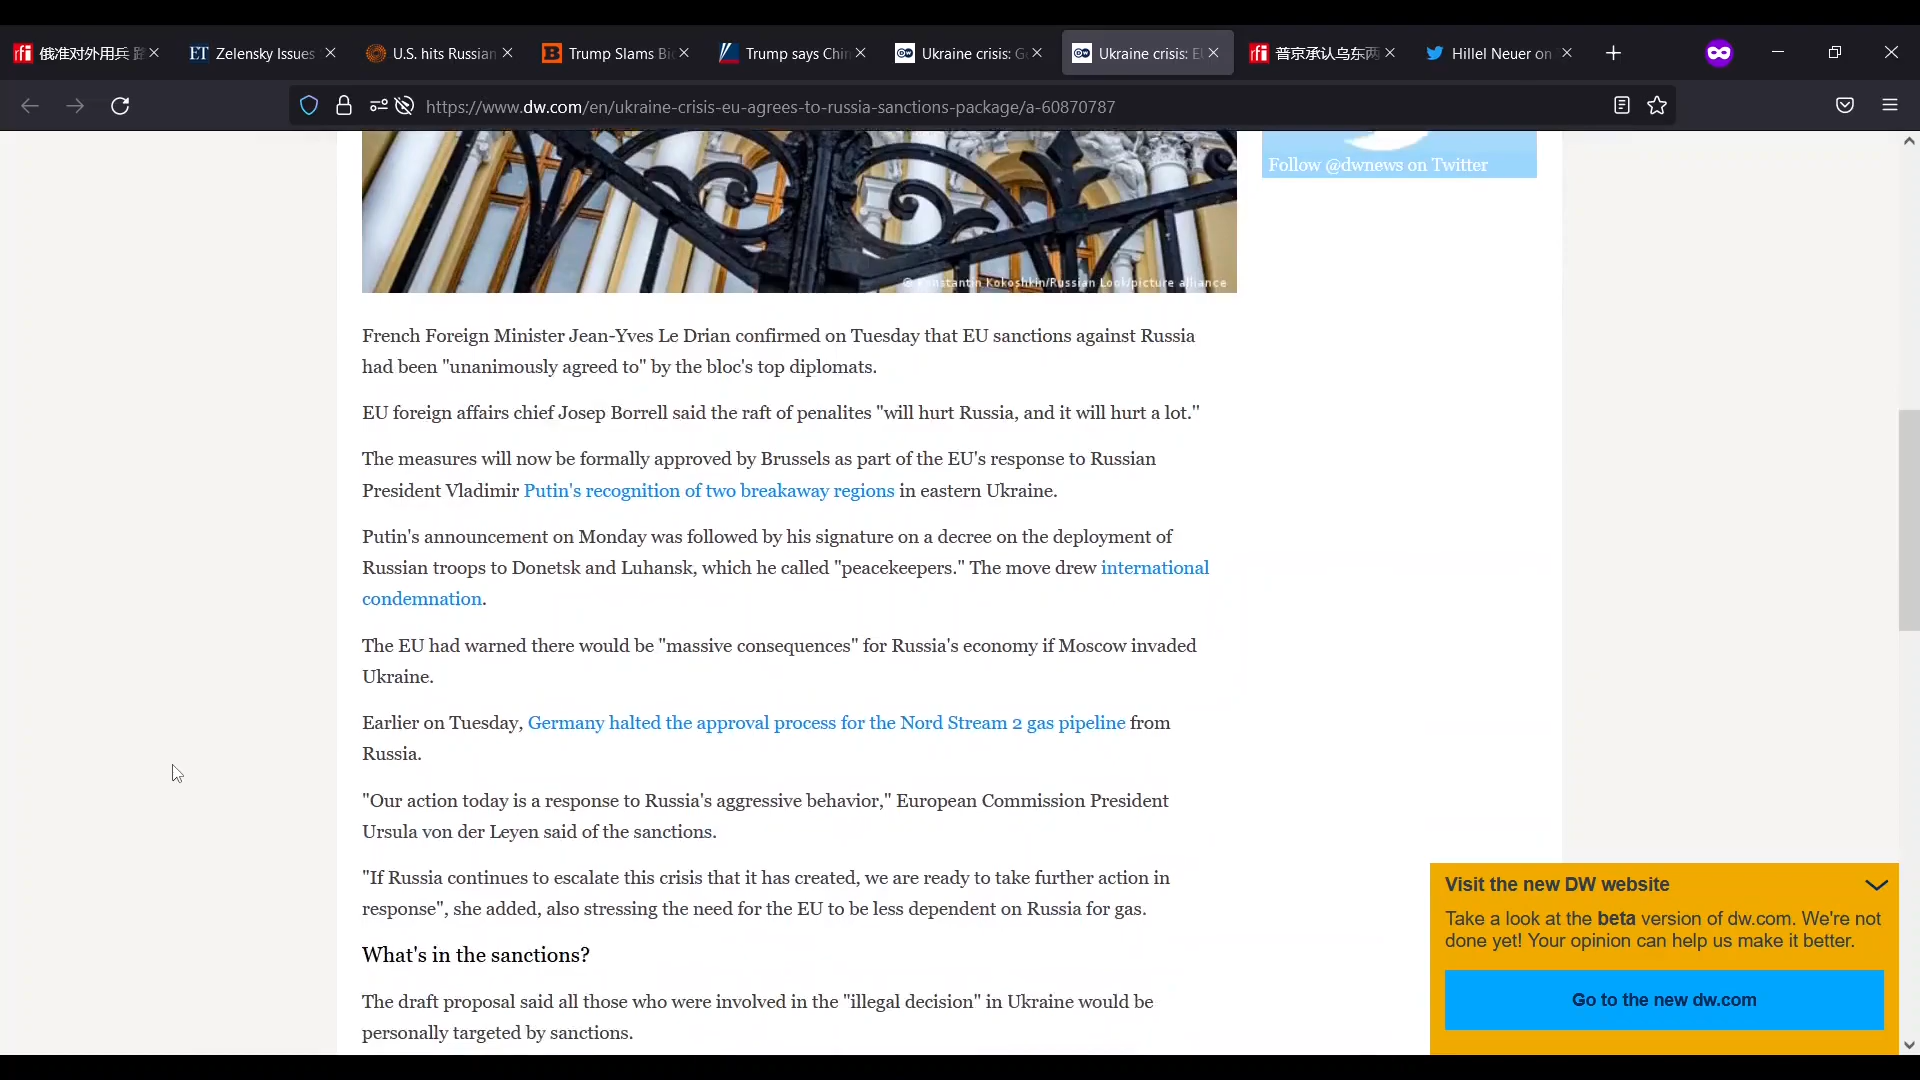 俄准对外用兵
Zelensky Issues
U.S. hits Russian
Trump Slams Bi
Trump says Chin
Ukraine crisis: G
Ukraine crisis: EU
普京承认乌东两
Hillel Neuer on
https://www.dw.com/en/ukraine-crisis-eu-agrees-to-russia-sanctions-package/a-60870787
Follow @dwnews on Twitter
© Konstantin Kokoshkin/Russian Look/picture alliance
French Foreign Minister Jean-Yves Le Drian confirmed on Tuesday that EU sanctions against Russia
had been "unanimously agreed to" by the bloc's top diplomats.
EU foreign affairs chief Josep Borrell said the raft of penalites "will hurt Russia, and it will hurt a lot."
The measures will now be formally approved by Brussels as part of the EU's response to Russian
President Vladimir Putin's recognition of two breakaway regions in eastern Ukraine.
Putin's announcement on Monday was followed by his signature on a decree on the deployment of
Russian troops to Donetsk and Luhansk, which he called "peacekeepers." The move drew international
condemnation.
The EU had warned there would be "massive consequences" for Russia's economy if Moscow invaded
Ukraine.
Earlier on Tuesday, Germany halted the approval process for the Nord Stream 2 gas pipeline from
Russia.
"Our action today is a response to Russia's aggressive behavior," European Commission President
Ursula von der Leyen said of the sanctions.
"If Russia continues to escalate this crisis that it has created, we are ready to take further action in
response", she added, also stressing the need for the EU to be less dependent on Russia for gas.
What's in the sanctions?
The draft proposal said all those who were involved in the "illegal decision" in Ukraine would be
personally targeted by sanctions.
Visit the new DW website
Take a look at the beta version of dw.com. We're not
done yet! Your opinion can help us make it better.
Go to the new dw.com